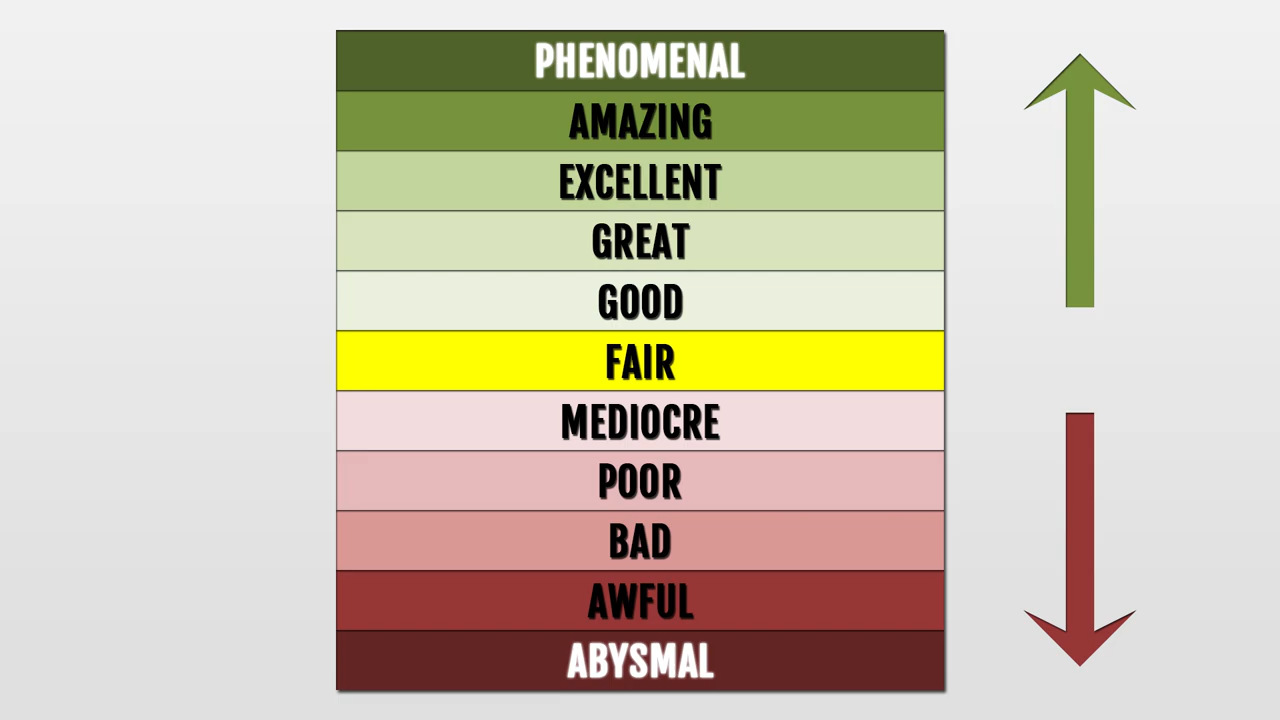 PHENOMENAL
AMAZING
EXCELLENT
GREAT
GOOD
FAIR
MEDIOCRE
POOR
BAD
AWFUL
ABYSMAL